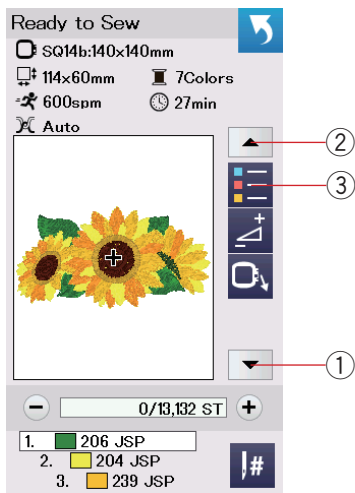 Ready to Sew
SQ14b:140x140mm
114x60mm 7Colors
600spm 27min
Auto
②
③
①
0/13,132 ST
1. 206 JSP
2. 204 JSP
3. 239 JSP
#